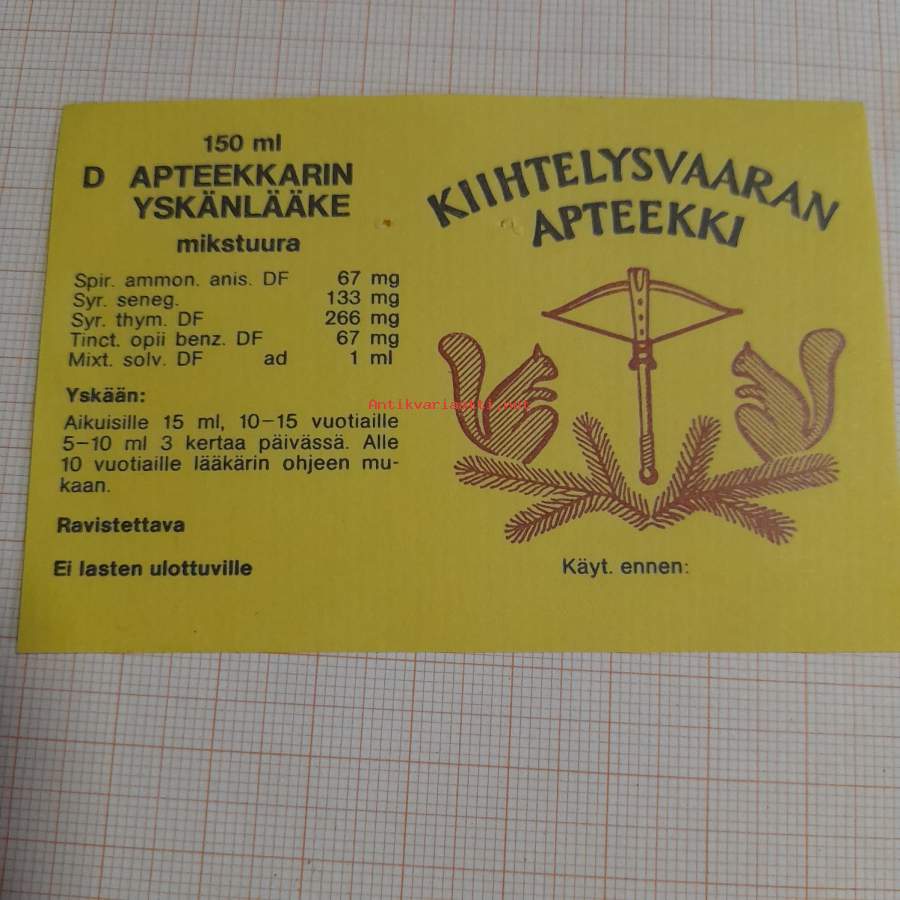 150 ml
D APTEEKKARIN
YSKÄNLÄÄKE
mikstuura
Spir. ammon. anis. DF 67 mg
Syr. seneg. 133 mg
Syr. thym. DF 266 mg
Tinct. opii benz. DF 67 mg
Mixt. solv. DF ad 1 ml
Yskään:
Aikuisille 15 ml, 10–15 vuotiaille
5–10 ml 3 kertaa päivässä. Alle
10 vuotiaille lääkärin ohjeen mu-
kaan.
Ravistettava
Ei lasten ulottuville
KIIHTELYSVAARAN
APTEEKKI
Antikvariaatti.net
Käyt. ennen: